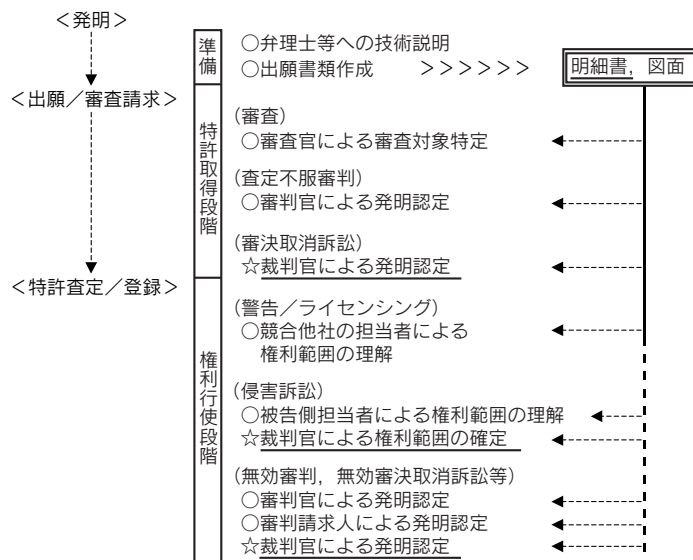 <発明>
準備
○弁理士等への技術説明
○出願書類作成 >>>>>>
明細書，図面
<出願／審査請求>
特許取得段階
(審査)
○審査官による審査対象特定
(査定不服審判)
○審判官による発明認定
(審決取消訴訟)
☆裁判官による発明認定
<特許査定／登録>
権利行使段階
(警告／ライセンシング)
○競合他社の担当者による
権利範囲の理解
(侵害訴訟)
○被告側担当者による権利範囲の理解
☆裁判官による権利範囲の確定
(無効審判，無効審決取消訴訟等)
○審判官による発明認定
○審判請求人による発明認定
☆裁判官による発明認定